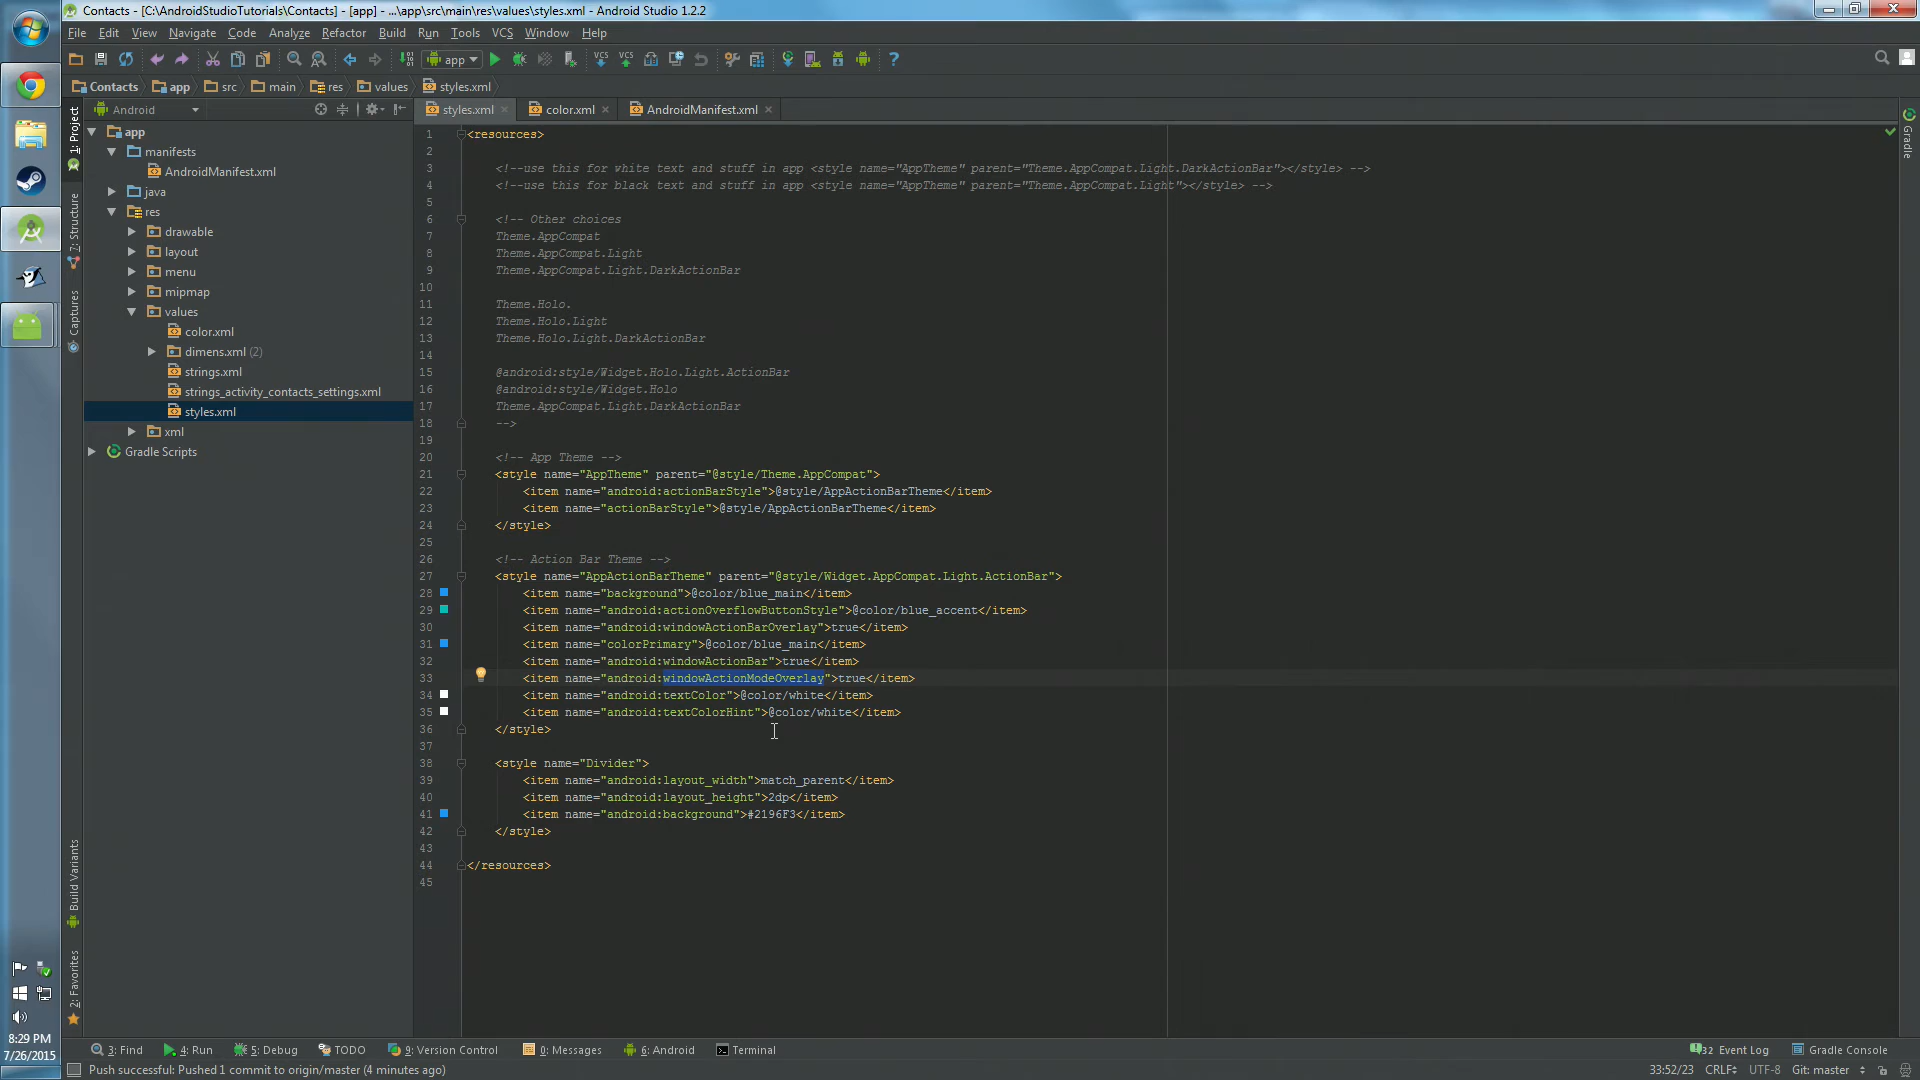 Contacts - [C:\AndroidStudioTutorials\Contacts] - [app] - ...\app\src\main\res\values\styles.xml - Android Studio 1.2.2
File Edit View Navigate Code Analyze Refactor Build Run Tools VCS Window Help
app
Contacts app src main res values styles.xml
Android
styles.xml color.xml AndroidManifest.xml
1: Project
7: Structure
Captures
Build Variants
2: Favorites
Gradle
app
manifests
AndroidManifest.xml
java
res
drawable
layout
menu
mipmap
values
color.xml
dimens.xml (2)
strings.xml
strings_activity_contacts_settings.xml
styles.xml
xml
Gradle Scripts
1 <resources>
2
3 <!--use this for white text and stuff in app <style name="AppTheme" parent="Theme.AppCompat.Light.DarkActionBar"></style> -->
4 <!--use this for black text and stuff in app <style name="AppTheme" parent="Theme.AppCompat.Light"></style> -->
5
6 <!-- Other choices
7 Theme.AppCompat
8 Theme.AppCompat.Light
9 Theme.AppCompat.Light.DarkActionBar
10
11 Theme.Holo.
12 Theme.Holo.Light
13 Theme.Holo.Light.DarkActionBar
14
15 @android:style/Widget.Holo.Light.ActionBar
16 @android:style/Widget.Holo
17 Theme.AppCompat.Light.DarkActionBar
18 -->
19
20 <!-- App Theme -->
21 <style name="AppTheme" parent="@style/Theme.AppCompat">
22 <item name="android:actionBarStyle">@style/AppActionBarTheme</item>
23 <item name="actionBarStyle">@style/AppActionBarTheme</item>
24 </style>
25
26 <!-- Action Bar Theme -->
27 <style name="AppActionBarTheme" parent="@style/Widget.AppCompat.Light.ActionBar">
28 <item name="background">@color/blue_main</item>
29 <item name="android:actionOverflowButtonStyle">@color/blue_accent</item>
30 <item name="android:windowActionBarOverlay">true</item>
31 <item name="colorPrimary">@color/blue_main</item>
32 <item name="android:windowActionBar">true</item>
33 <item name="android:windowActionModeOverlay">true</item>
34 <item name="android:textColor">@color/white</item>
35 <item name="android:textColorHint">@color/white</item>
36 </style>
37
38 <style name="Divider">
39 <item name="android:layout_width">match_parent</item>
40 <item name="android:layout_height">2dp</item>
41 <item name="android:background">#2196F3</item>
42 </style>
43
44 </resources>
45
8:29 PM
7/26/2015
3: Find 4: Run 5: Debug TODO 9: Version Control 0: Messages 6: Android Terminal 32 Event Log Gradle Console
Push successful: Pushed 1 commit to origin/master (4 minutes ago) 33:52/23 CRLF UTF-8 Git: master